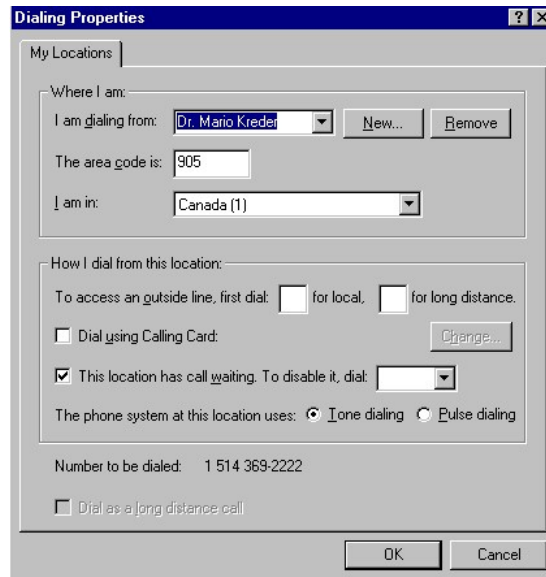 Dialing Properties
My Locations
Where I am:
I am dialing from: Dr. Mario Kreder New... Remove
The area code is: 905
I am in: Canada (1)
How I dial from this location:
To access an outside line, first dial: for local, for long distance.
Dial using Calling Card: Change...
This location has call waiting. To disable it, dial:
The phone system at this location uses: Tone dialing Pulse dialing
Number to be dialed: 1 514 369-2222
Dial as a long distance call
OK Cancel